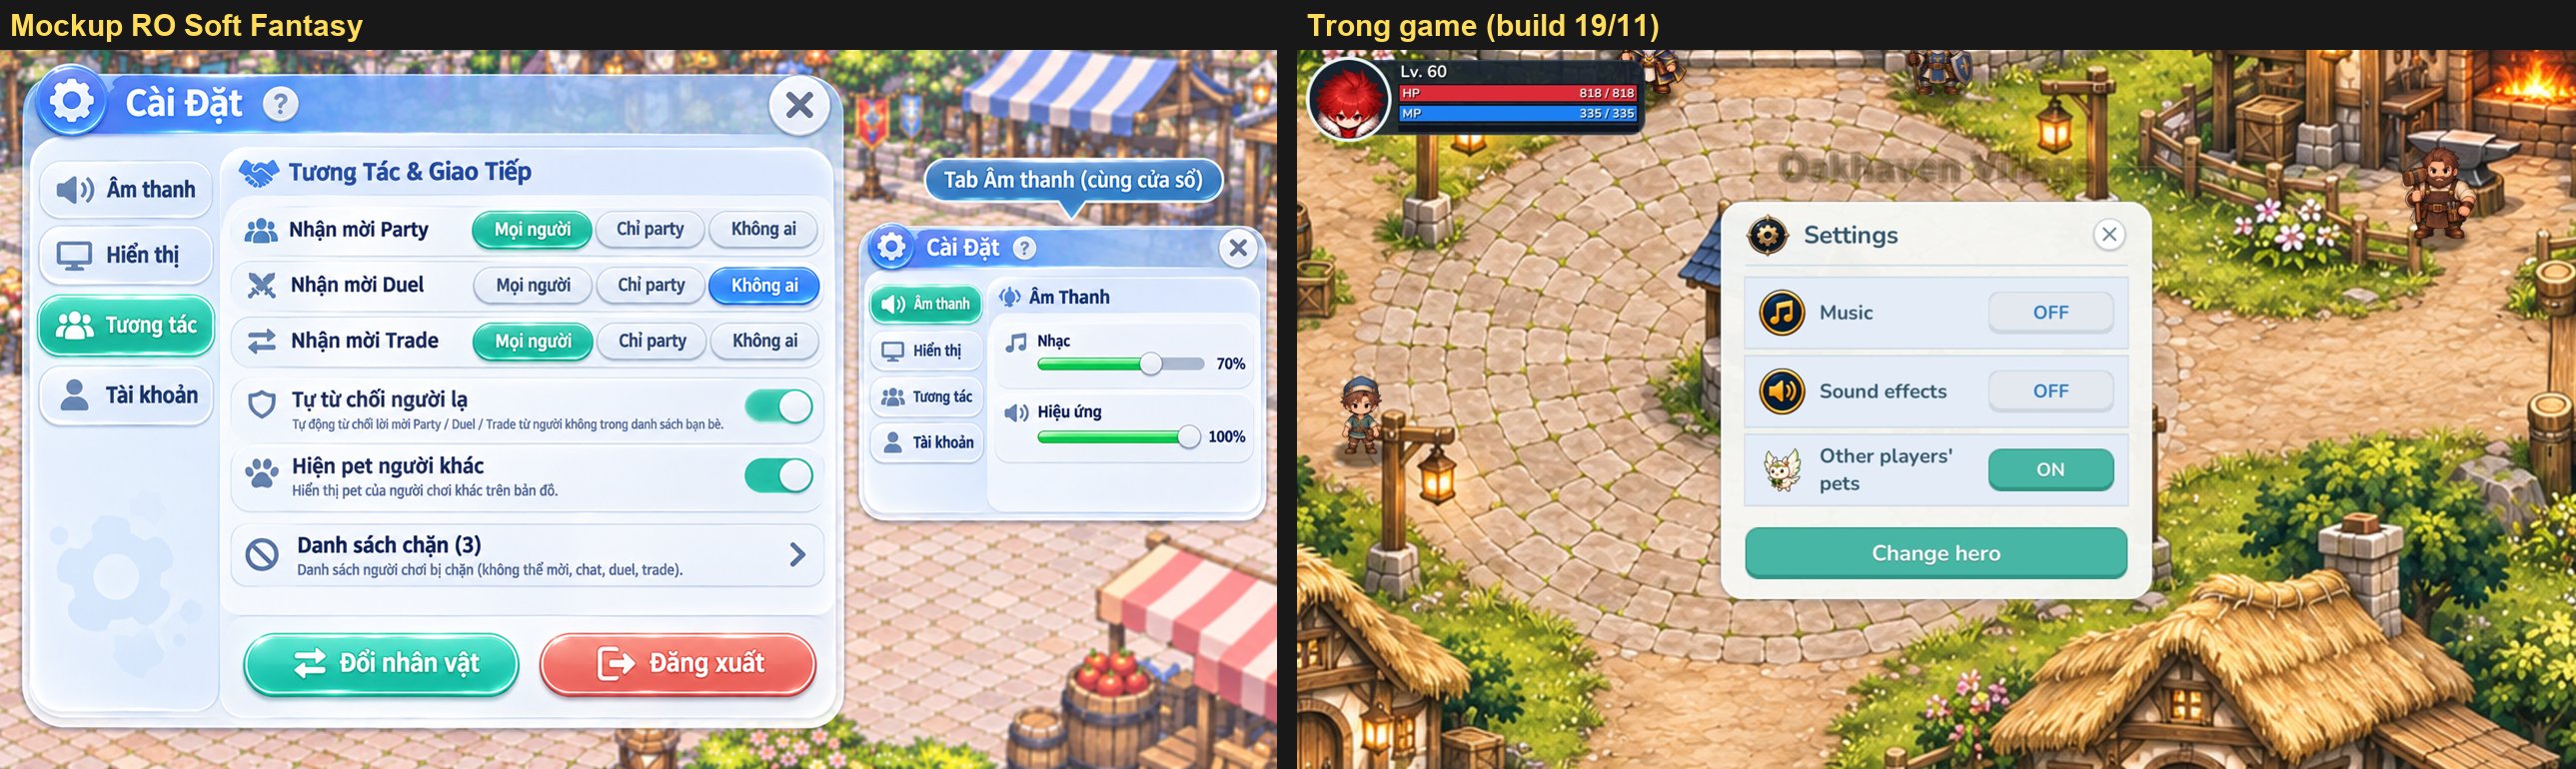 Mockup RO Soft Fantasy
Cài Đặt ?
Âm thanh
Hiển thị
Tương tác
Tài khoản
Tương Tác & Giao Tiếp
Nhận mời Party Mọi người Chỉ party Không ai
Nhận mời Duel Mọi người Chỉ party Không ai
Nhận mời Trade Mọi người Chỉ party Không ai
Tự từ chối người lạ
Tự động từ chối lời mời Party / Duel / Trade từ người không trong danh sách bạn bè.
Hiện pet người khác
Hiển thị pet của người chơi khác trên bản đồ.
Danh sách chặn (3)
Danh sách người chơi bị chặn (không thể mời, chat, duel, trade).
Đổi nhân vật
Đăng xuất
Tab Âm thanh (cùng cửa sổ)
Cài Đặt ?
Âm thanh
Hiển thị
Tương tác
Tài khoản
Âm Thanh
Nhạc
70%
Hiệu ứng
100%
Trong game (build 19/11)
Lv. 60
HP 818 / 818
MP 335 / 335
Oakhaven Village
Settings
Music OFF
Sound effects OFF
Other players'
pets
ON
Change hero